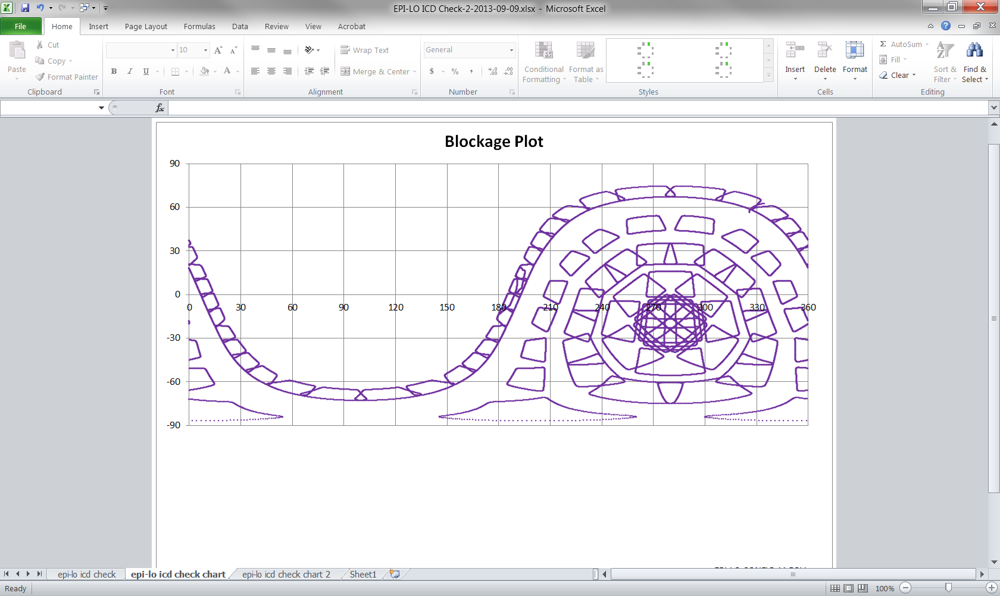 EPI-LO ICD Check-2-2013-09-09.xlsx - Microsoft Excel
File Home Insert Page Layout Formulas Data Review View Acrobat
Paste
Cut
Copy
Format Painter
Clipboard
10
B I U
Font
Wrap Text
Merge & Center
Alignment
General
$ % ,
Number
Conditional Formatting
Format as Table
Styles
Insert
Delete
Format
Cells
AutoSum
Fill
Clear
Sort & Filter
Find & Select
Editing
fx
Blockage Plot
90
60
30
0
0 30 60 90 120 150 180 210 240 270 300 330 360
-30
-60
-90
epi-lo icd check epi-lo icd check chart epi-lo icd check chart 2 Sheet1
Ready
100%